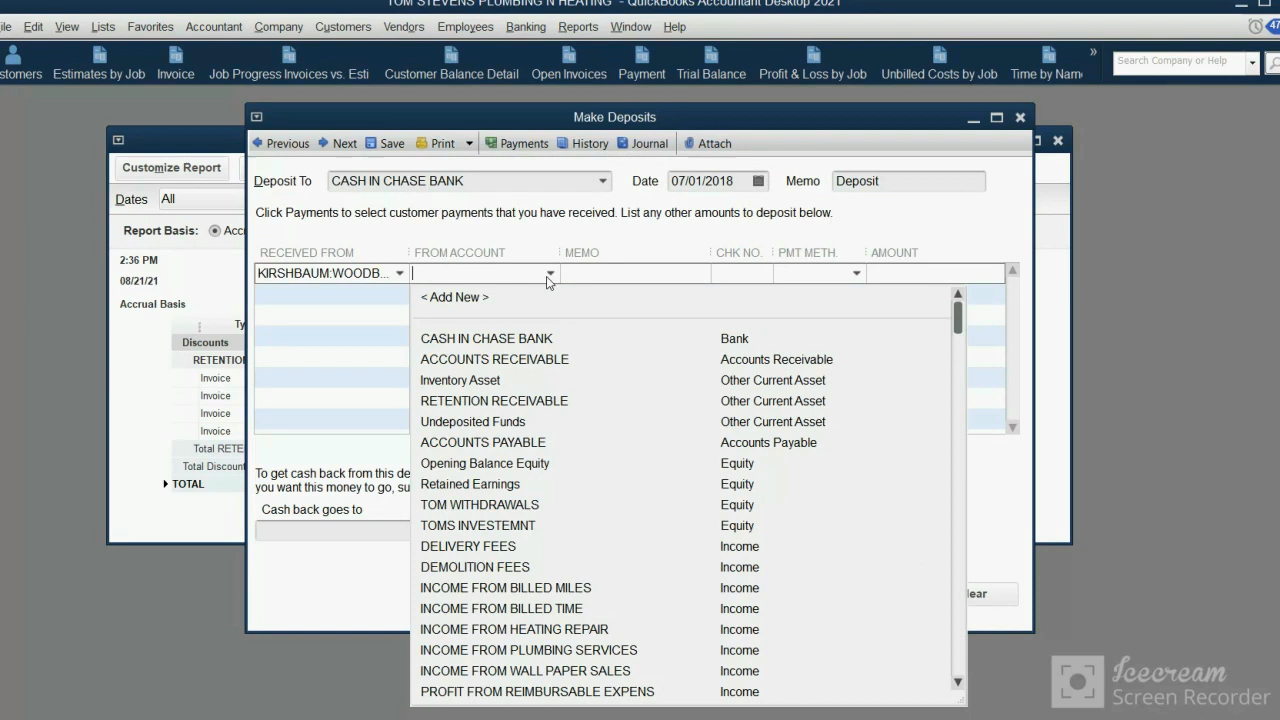 TOM STEVENS PLUMBING N HEATING - QuickBooks Accountant Desktop 2021
ile Edit View Lists Favorites Accountant Company Customers Vendors Employees Banking Reports Window Help
47
stomers Estimates by Job Invoice Job Progress Invoices vs. Esti Customer Balance Detail Open Invoices Payment Trial Balance Profit & Loss by Job Unbilled Costs by Job Time by Name » Search Company or Help
Make Deposits
Previous Next Save Print Payments History Journal Attach
Customize Report
Deposit To CASH IN CHASE BANK Date 07/01/2018 Memo Deposit
Dates All
Click Payments to select customer payments that you have received. List any other amounts to deposit below.
Report Basis: Accr
RECEIVED FROM FROM ACCOUNT MEMO CHK NO. PMT METH. AMOUNT
2:36 PM
KIRSHBAUM:WOODB...
08/21/21
Accrual Basis
Ty
Discounts
RETENTION
Invoice
Invoice
Invoice
Invoice
Total RETE
Total Discount
TOTAL
< Add New >
CASH IN CHASE BANK Bank
ACCOUNTS RECEIVABLE Accounts Receivable
Inventory Asset Other Current Asset
RETENTION RECEIVABLE Other Current Asset
Undeposited Funds Other Current Asset
ACCOUNTS PAYABLE Accounts Payable
Opening Balance Equity Equity
Retained Earnings Equity
TOM WITHDRAWALS Equity
TOMS INVESTEMNT Equity
DELIVERY FEES Income
DEMOLITION FEES Income
INCOME FROM BILLED MILES Income
INCOME FROM BILLED TIME Income
INCOME FROM HEATING REPAIR Income
INCOME FROM PLUMBING SERVICES Income
INCOME FROM WALL PAPER SALES Income
PROFIT FROM REIMBURSABLE EXPENS Income
To get cash back from this de
you want this money to go, su
Cash back goes to
lear
Icecream
Screen Recorder